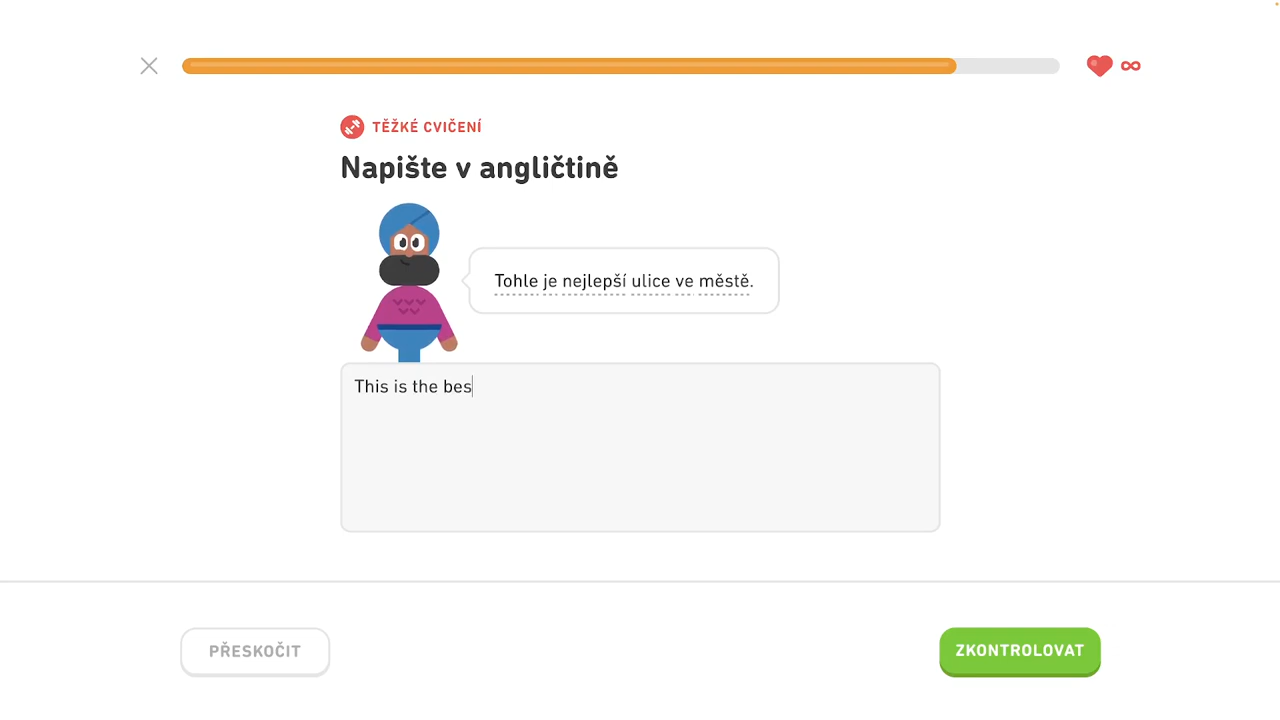 ∞
TĚŽKÉ CVIČENÍ
Napište v angličtině
Tohle je nejlepší ulice ve městě.
This is the bes
PŘESKOČIT
ZKONTROLOVAT